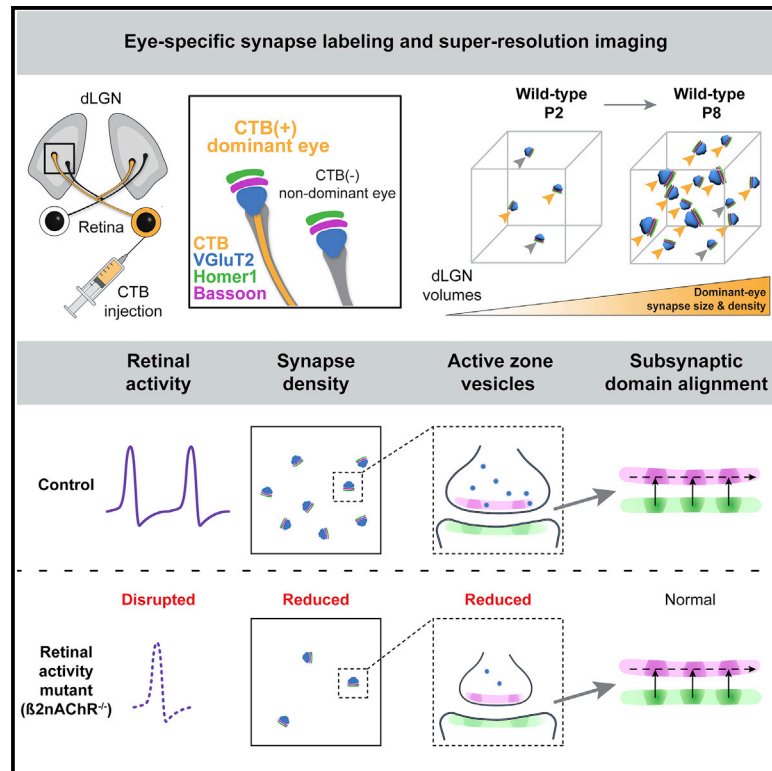 Eye-specific synapse labeling and super-resolution imaging
dLGN
Retina
CTB
injection
CTB(+)
dominant eye
CTB(-)
non-dominant eye
CTB
VGluT2
Homer1
Bassoon
Wild-type
P2
Wild-type
P8
dLGN
volumes
Dominant-eye
synapse size & density
Retinal
activity
Synapse
density
Active zone
vesicles
Subsynaptic
domain alignment
Control
Disrupted
Reduced
Reduced
Normal
Retinal
activity
mutant
(ß2nAChR-/-)